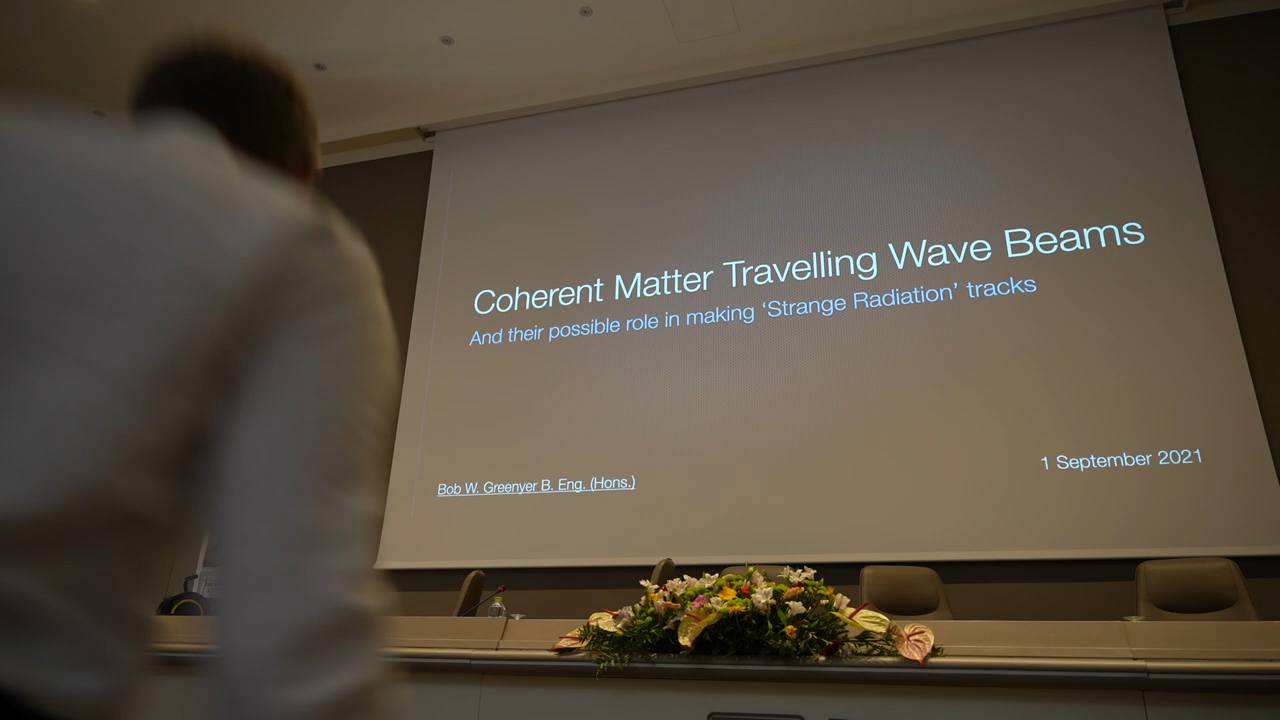 Coherent Matter Travelling Wave Beams
And their possible role in making ‘Strange Radiation’ tracks
Bob W. Greenyer B. Eng. (Hons.)
1 September 2021